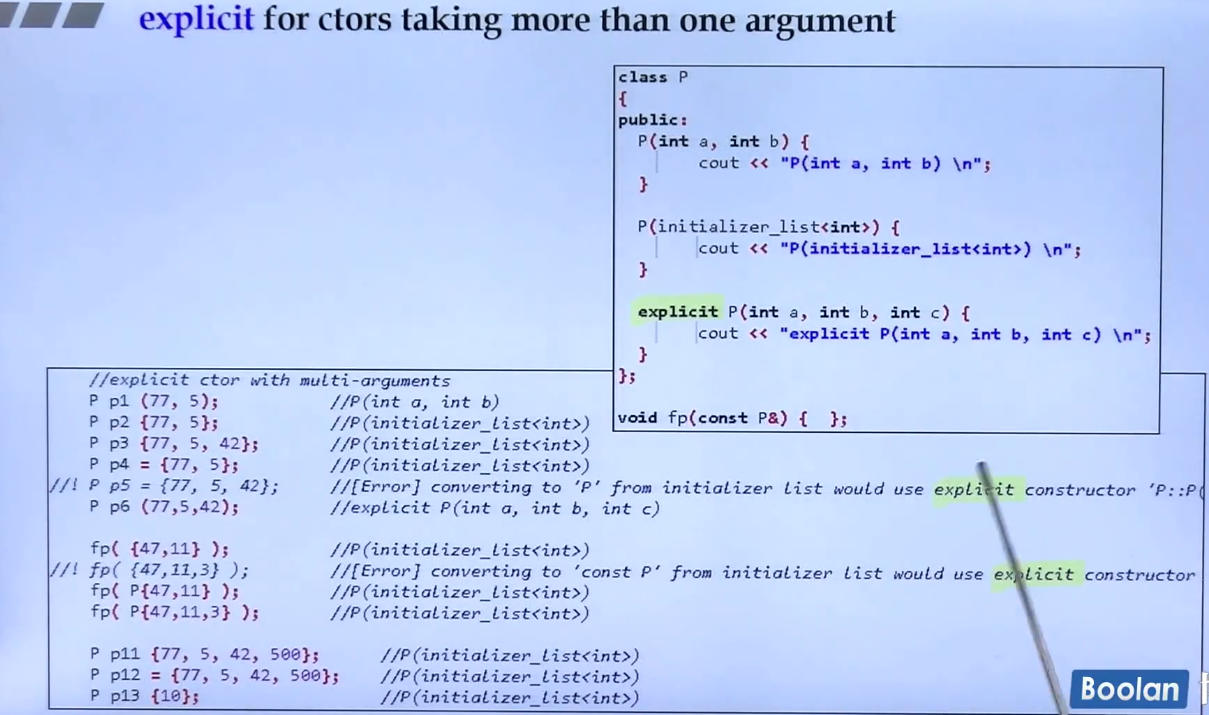 explicit for ctors taking more than one argument
class P
{
public:
P(int a, int b) {
cout << "P(int a, int b) \n";
}
P(initializer_list<int>) {
cout << "P(initializer_list<int>) \n";
}
explicit P(int a, int b, int c) {
cout << "explicit P(int a, int b, int c) \n";
}
};
void fp(const P&) { };
//explicit ctor with multi-arguments
P p1 (77, 5); //P(int a, int b)
P p2 {77, 5}; //P(initializer_list<int>)
P p3 {77, 5, 42}; //P(initializer_list<int>)
P p4 = {77, 5}; //P(initializer_list<int>)
//! P p5 = {77, 5, 42}; //[Error] converting to 'P' from initializer list would use explicit constructor 'P::P(
P p6 (77,5,42); //explicit P(int a, int b, int c)
fp( {47,11} ); //P(initializer_list<int>)
//! fp( {47,11,3} ); //[Error] converting to 'const P' from initializer list would use explicit constructor
fp( P{47,11} ); //P(initializer_list<int>)
fp( P{47,11,3} ); //P(initializer_list<int>)
P p11 {77, 5, 42, 500}; //P(initializer_list<int>)
P p12 = {77, 5, 42, 500}; //P(initializer_list<int>)
P p13 {10}; //P(initializer_list<int>)
Boolan